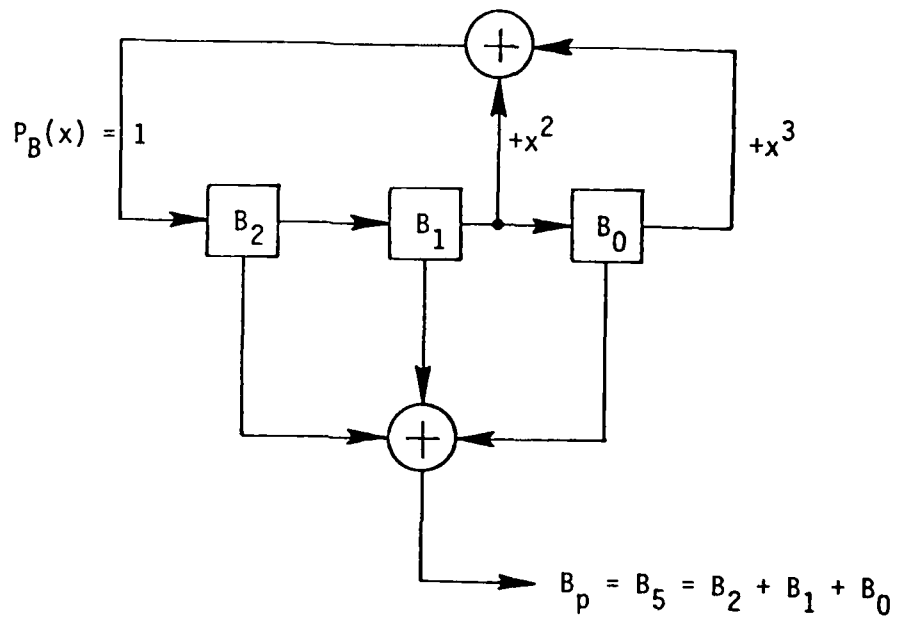 +
P_B(x) = 1
+x^2
+x^3
B_2
B_1
B_0
+
B_p = B_5 = B_2 + B_1 + B_0